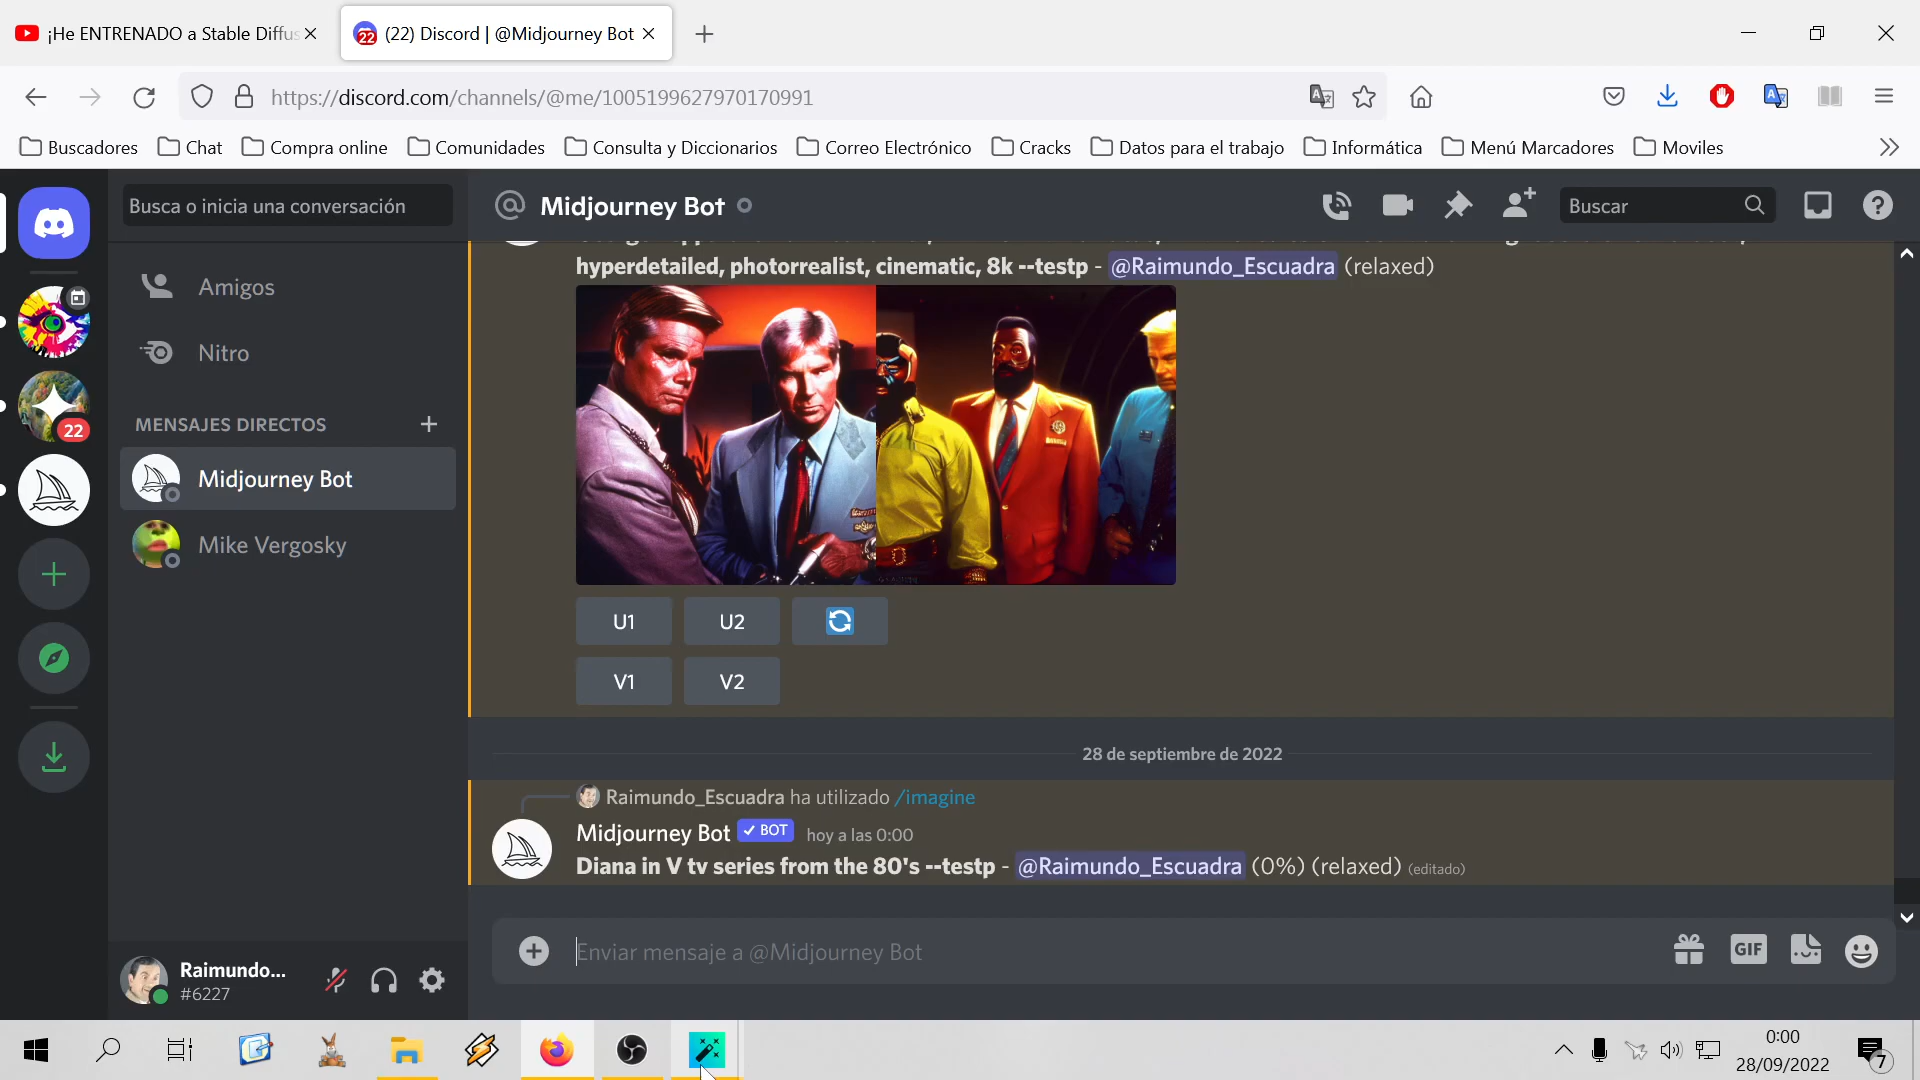 ¡He ENTRENADO a Stable Diffus
(22) Discord | @Midjourney Bot
https://discord.com/channels/@me/1005199627970170991
Buscadores
Chat
Compra online
Comunidades
Consulta y Diccionarios
Correo Electrónico
Cracks
Datos para el trabajo
Informática
Menú Marcadores
Moviles
Busca o inicia una conversación
Midjourney Bot
Buscar
Amigos
Nitro
MENSAJES DIRECTOS
Midjourney Bot
Mike Vergosky
22
hyperdetailed, photorrealist, cinematic, 8k --testp - @Raimundo_Escuadra (relaxed)
U1 U2
V1 V2
28 de septiembre de 2022
Raimundo_Escuadra ha utilizado /imagine
Midjourney Bot ✓ BOT hoy a las 0:00
Diana in V tv series from the 80's --testp - @Raimundo_Escuadra (0%) (relaxed) (editado)
Enviar mensaje a @Midjourney Bot
GIF
Raimundo...
#6227
0:00
28/09/2022
7